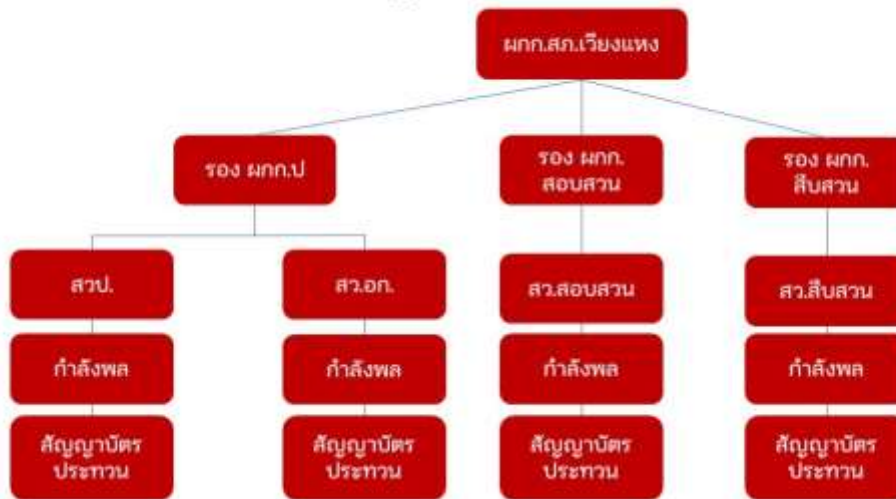 ผกก.สภ.เวียงแหง
รอง ผกก.ป
รอง ผกก.
สอบสวน
รอง ผกก.
สืบสวน
สวป.
สว.อก.
สว.สอบสวน
สว.สืบสวน
กำลังพล
กำลังพล
กำลังพล
กำลังพล
สัญญาบัตร
ประทวน
สัญญาบัตร
ประทวน
สัญญาบัตร
ประทวน
สัญญาบัตร
ประทวน